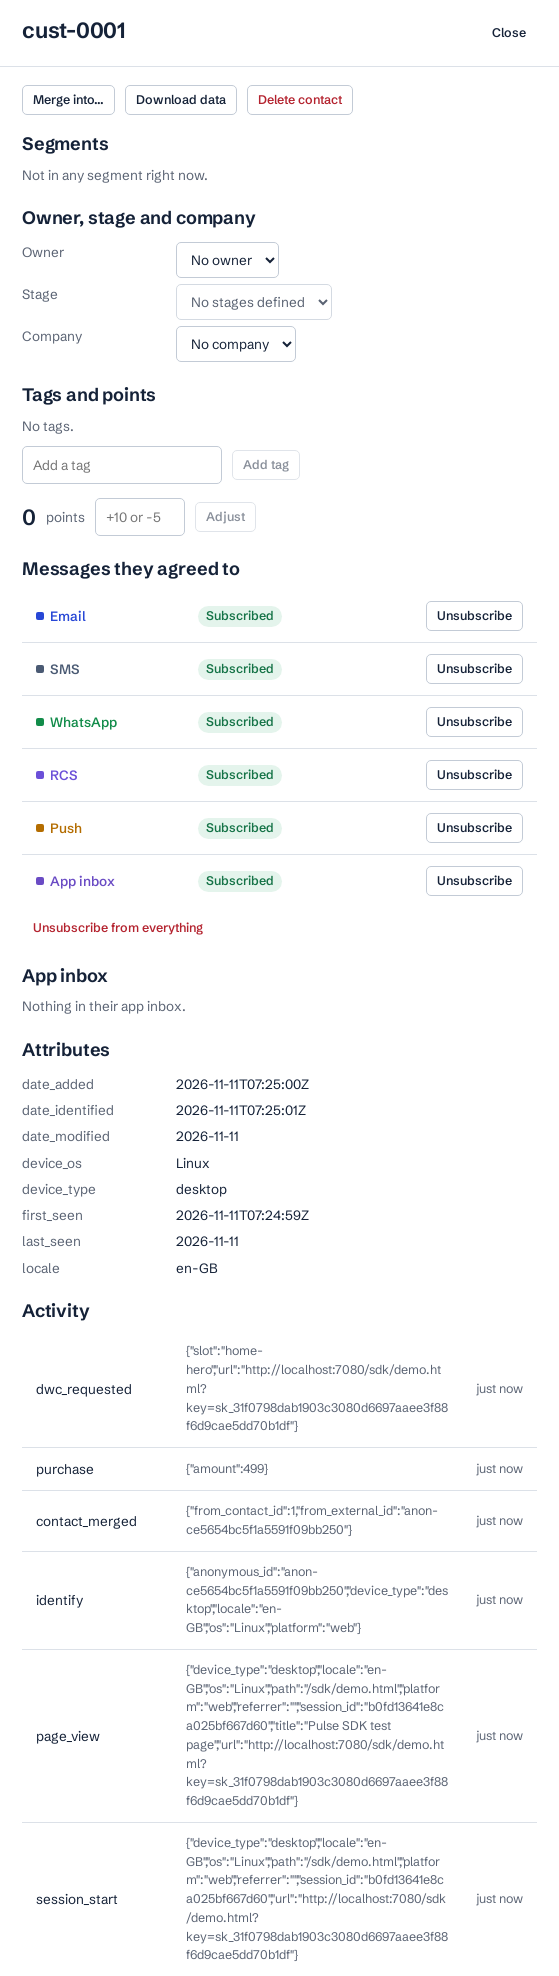 cust-0001
Close
Merge into...
Download data
Delete contact
Segments
Not in any segment right now.
Owner, stage and company
Owner
No owner
Stage
No stages defined
Company
No company
Tags and points
No tags.
Add a tag
Add tag
0 points
+10 or -5
Adjust
Messages they agreed to
Email
Subscribed
Unsubscribe
SMS
Subscribed
Unsubscribe
WhatsApp
Subscribed
Unsubscribe
RCS
Subscribed
Unsubscribe
Push
Subscribed
Unsubscribe
App inbox
Subscribed
Unsubscribe
Unsubscribe from everything
App inbox
Nothing in their app inbox.
Attributes
date_added 2026-11-11T07:25:00Z
date_identified 2026-11-11T07:25:01Z
date_modified 2026-11-11
device_os Linux
device_type desktop
first_seen 2026-11-11T07:24:59Z
last_seen 2026-11-11
locale en-GB
Activity
dwc_requested
{"slot":"home-
hero","url":"http://localhost:7080/sdk/demo.ht
ml?
key=sk_31f0798dab1903c3080d6697aaee3f88
f6d9cae5dd70b1df"}
just now
purchase
{"amount":499}
just now
contact_merged
{"from_contact_id":1,"from_external_id":"anon-
ce5654bc5f1a5591f09bb250"}
just now
identify
{"anonymous_id":"anon-
ce5654bc5f1a5591f09bb250","device_type":"des
ktop","locale":"en-
GB","os":"Linux","platform":"web"}
just now
page_view
{"device_type":"desktop","locale":"en-
GB","os":"Linux","path":"/sdk/demo.html","platfor
m":"web","referrer":"","session_id":"b0fd13641e8c
a025bf667d60","title":"Pulse SDK test
page","url":"http://localhost:7080/sdk/demo.ht
ml?
key=sk_31f0798dab1903c3080d6697aaee3f88
f6d9cae5dd70b1df"}
just now
session_start
{"device_type":"desktop","locale":"en-
GB","os":"Linux","path":"/sdk/demo.html","platfor
m":"web","referrer":"","session_id":"b0fd13641e8c
a025bf667d60","url":"http://localhost:7080/sdk
/demo.html?
key=sk_31f0798dab1903c3080d6697aaee3f88
f6d9cae5dd70b1df"}
just now